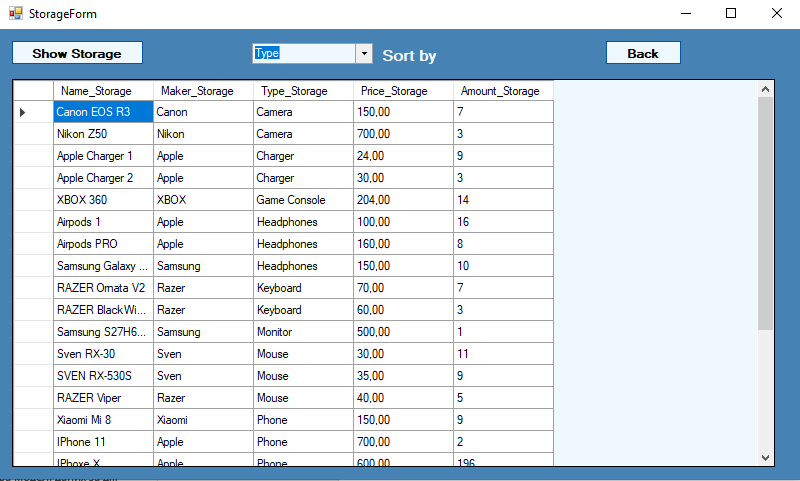 StorageForm
Show Storage Type Sort by Back
Name_Storage Maker_Storage Type_Storage Price_Storage Amount_Storage
Canon EOS R3 Canon Camera 150,00 7
Nikon Z50 Nikon Camera 700,00 3
Apple Charger 1 Apple Charger 24,00 9
Apple Charger 2 Apple Charger 30,00 3
XBOX 360 XBOX Game Console 204,00 14
Airpods 1 Apple Headphones 100,00 16
Airpods PRO Apple Headphones 160,00 8
Samsung Galaxy ... Samsung Headphones 150,00 10
RAZER Ornata V2 Razer Keyboard 70,00 7
RAZER BlackWi... Razer Keyboard 60,00 3
Samsung S27H6... Samsung Monitor 500,00 1
Sven RX-30 Sven Mouse 30,00 11
SVEN RX-530S Sven Mouse 35,00 9
RAZER Viper Razer Mouse 40,00 5
Xiaomi Mi 8 Xiaomi Phone 150,00 9
IPhone 11 Apple Phone 700,00 2
IPhoxe X Apple Phone 600,00 196